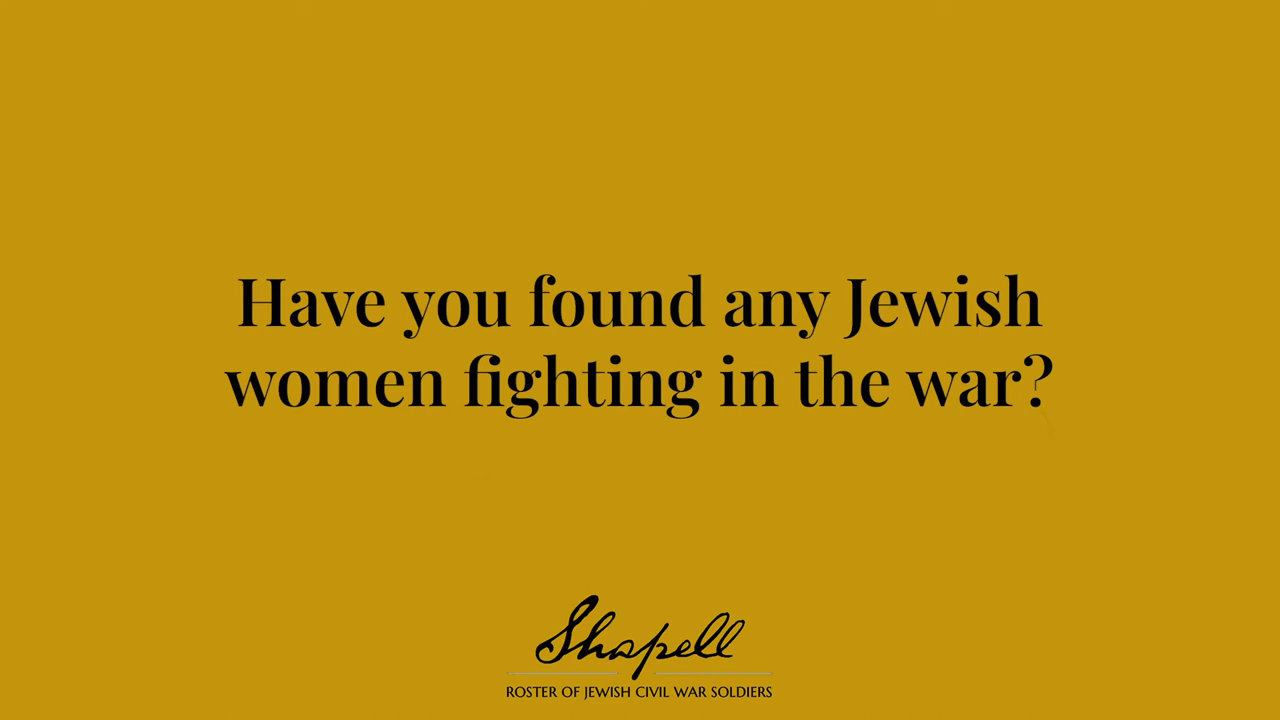 Have you found any Jewish
women fighting in the war?
Shapell
ROSTER OF JEWISH CIVIL WAR SOLDIERS